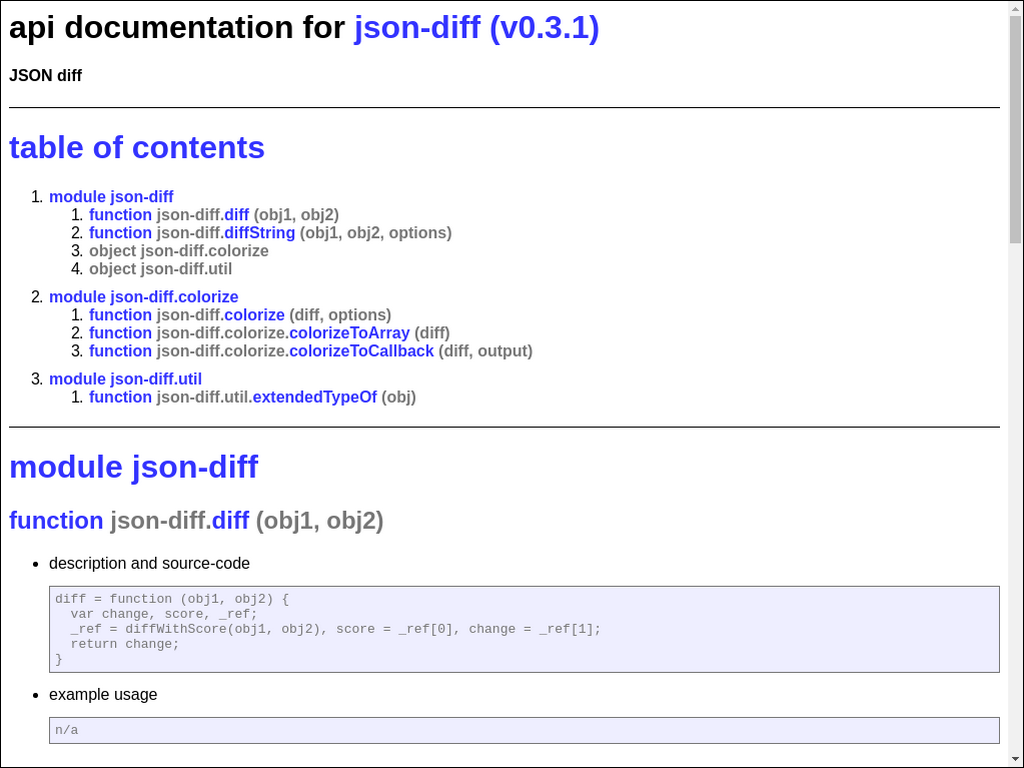 api documentation for json-diff (v0.3.1)
JSON diff
table of contents
1. module json-diff
1. function json-diff.diff (obj1, obj2)
2. function json-diff.diffString (obj1, obj2, options)
3. object json-diff.colorize
4. object json-diff.util
2. module json-diff.colorize
1. function json-diff.colorize (diff, options)
2. function json-diff.colorize.colorizeToArray (diff)
3. function json-diff.colorize.colorizeToCallback (diff, output)
3. module json-diff.util
1. function json-diff.util.extendedTypeOf (obj)
module json-diff
function json-diff.diff (obj1, obj2)
• description and source-code
diff = function (obj1, obj2) {
  var change, score, _ref;
  _ref = diffWithScore(obj1, obj2), score = _ref[0], change = _ref[1];
  return change;
}
• example usage
n/a